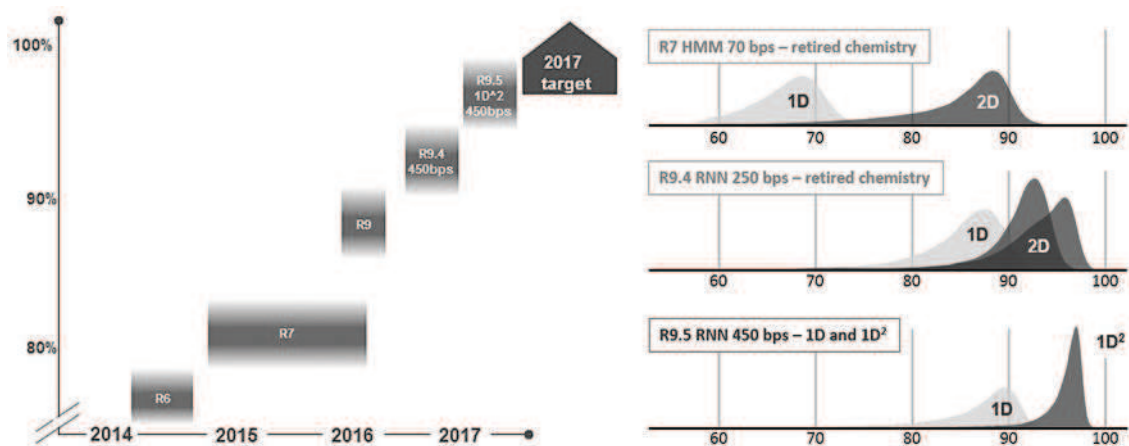 100%
90%
80%
2014
2015
2016
2017
R6
R7
R9
R9.4
450bps
R9.5
1D^2
450bps
2017
target
R7 HMM 70 bps – retired chemistry
1D
2D
60 70 80 90 100
R9.4 RNN 250 bps – retired chemistry
1D
2D
60 70 80 90 100
R9.5 RNN 450 bps – 1D and 1D²
1D
1D²
60 70 80 90 100